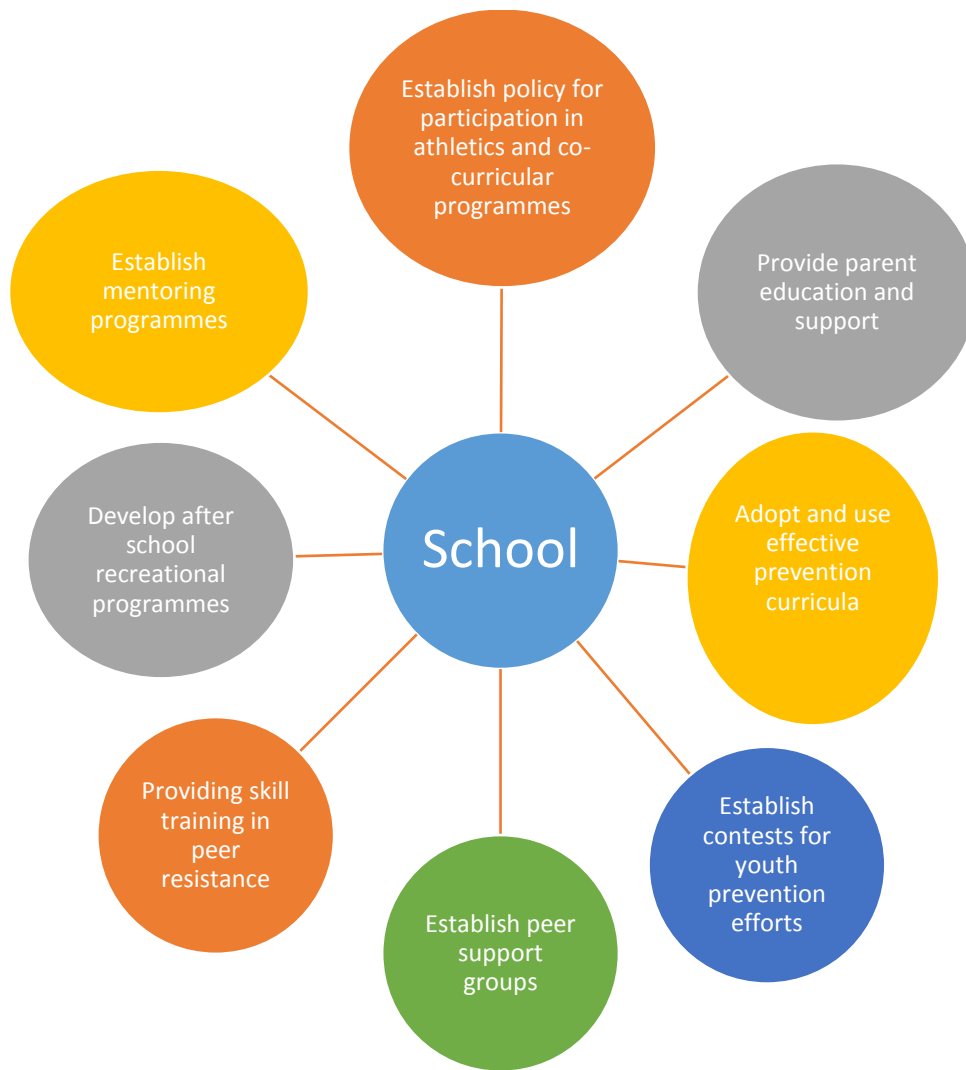 Establish policy for
participation in
athletics and co-
curricular
programmes
Provide parent
education and
support
Adopt and use
effective
prevention
curricula
Establish
contests for
youth
prevention
efforts
Establish peer
support
groups
Providing skill
training in
peer
resistance
Develop after
school
recreational
programmes
Establish
mentoring
programmes
School